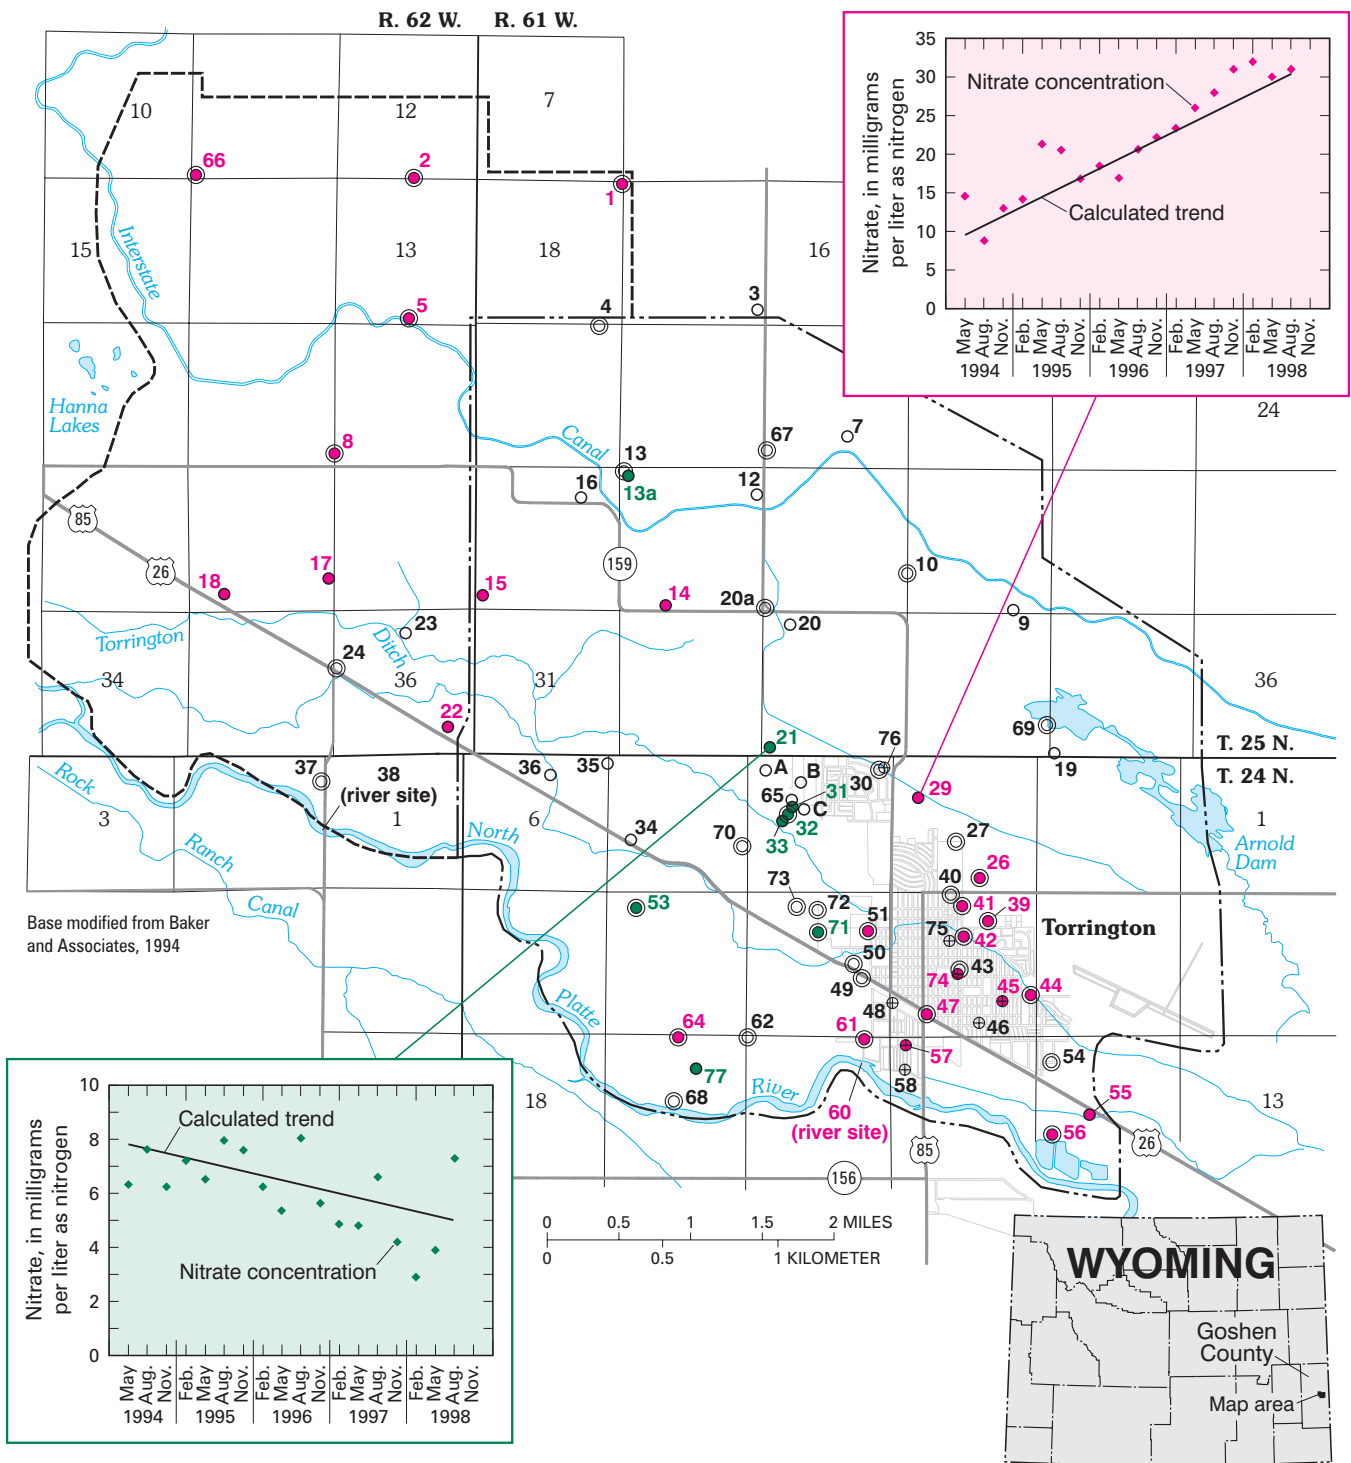 R. 62 W. R. 61 W.
10
12
7
66
2
1
15
13
18
16
Interstate
5
4
3
Hanna
Lakes
8
Canal
13
13a
16
67
7
12
24
85
26
159
18
17
15
14
10
20a
20
9
Torrington
Ditch
23
24
34
36
31
36
22
21
69
19
T. 25 N.
T. 24 N.
Rock
Ranch
Canal
37
38
(river site)
36
35
A
B
C
65
31
32
33
30
76
29
3
1
6
1
North
34
70
27
26
Arnold
Dam
Base modified from Baker
and Associates, 1994
53
73
72
71
51
40
41
39
75
42
Torrington
50
49
43
74
45
44
48
47
46
Platte
64
62
61
57
54
77
58
68
River
18
60
(river site)
55
56
13
85
26
156
35
30
25
20
15
10
5
0
Nitrate, in milligrams
per liter as nitrogen
Nitrate concentration
Calculated trend
May Aug. Nov. Feb. May Aug. Nov. Feb. May Aug. Nov. Feb. May Aug. Nov. Feb. May Aug. Nov.
1994 1995 1996 1997 1998
10
8
6
4
2
0
Nitrate, in milligrams
per liter as nitrogen
Calculated trend
Nitrate concentration
May Aug. Nov. Feb. May Aug. Nov. Feb. May Aug. Nov. Feb. May Aug. Nov. Feb. May Aug. Nov.
1994 1995 1996 1997 1998
0 0.5 1 1.5 2 MILES
0 0.5 1 KILOMETER
WYOMING
Goshen
County
Map area